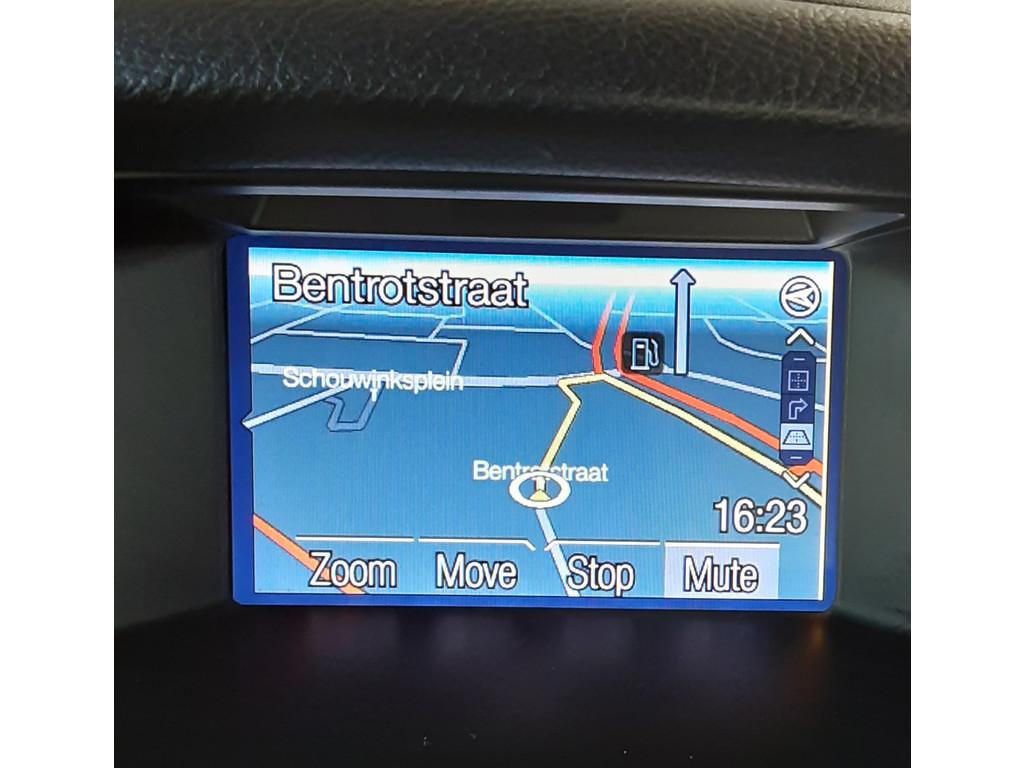 Bentrotstraat
Schouwinksplein
Bentrotstraat
16:23
Zoom Move Stop Mute